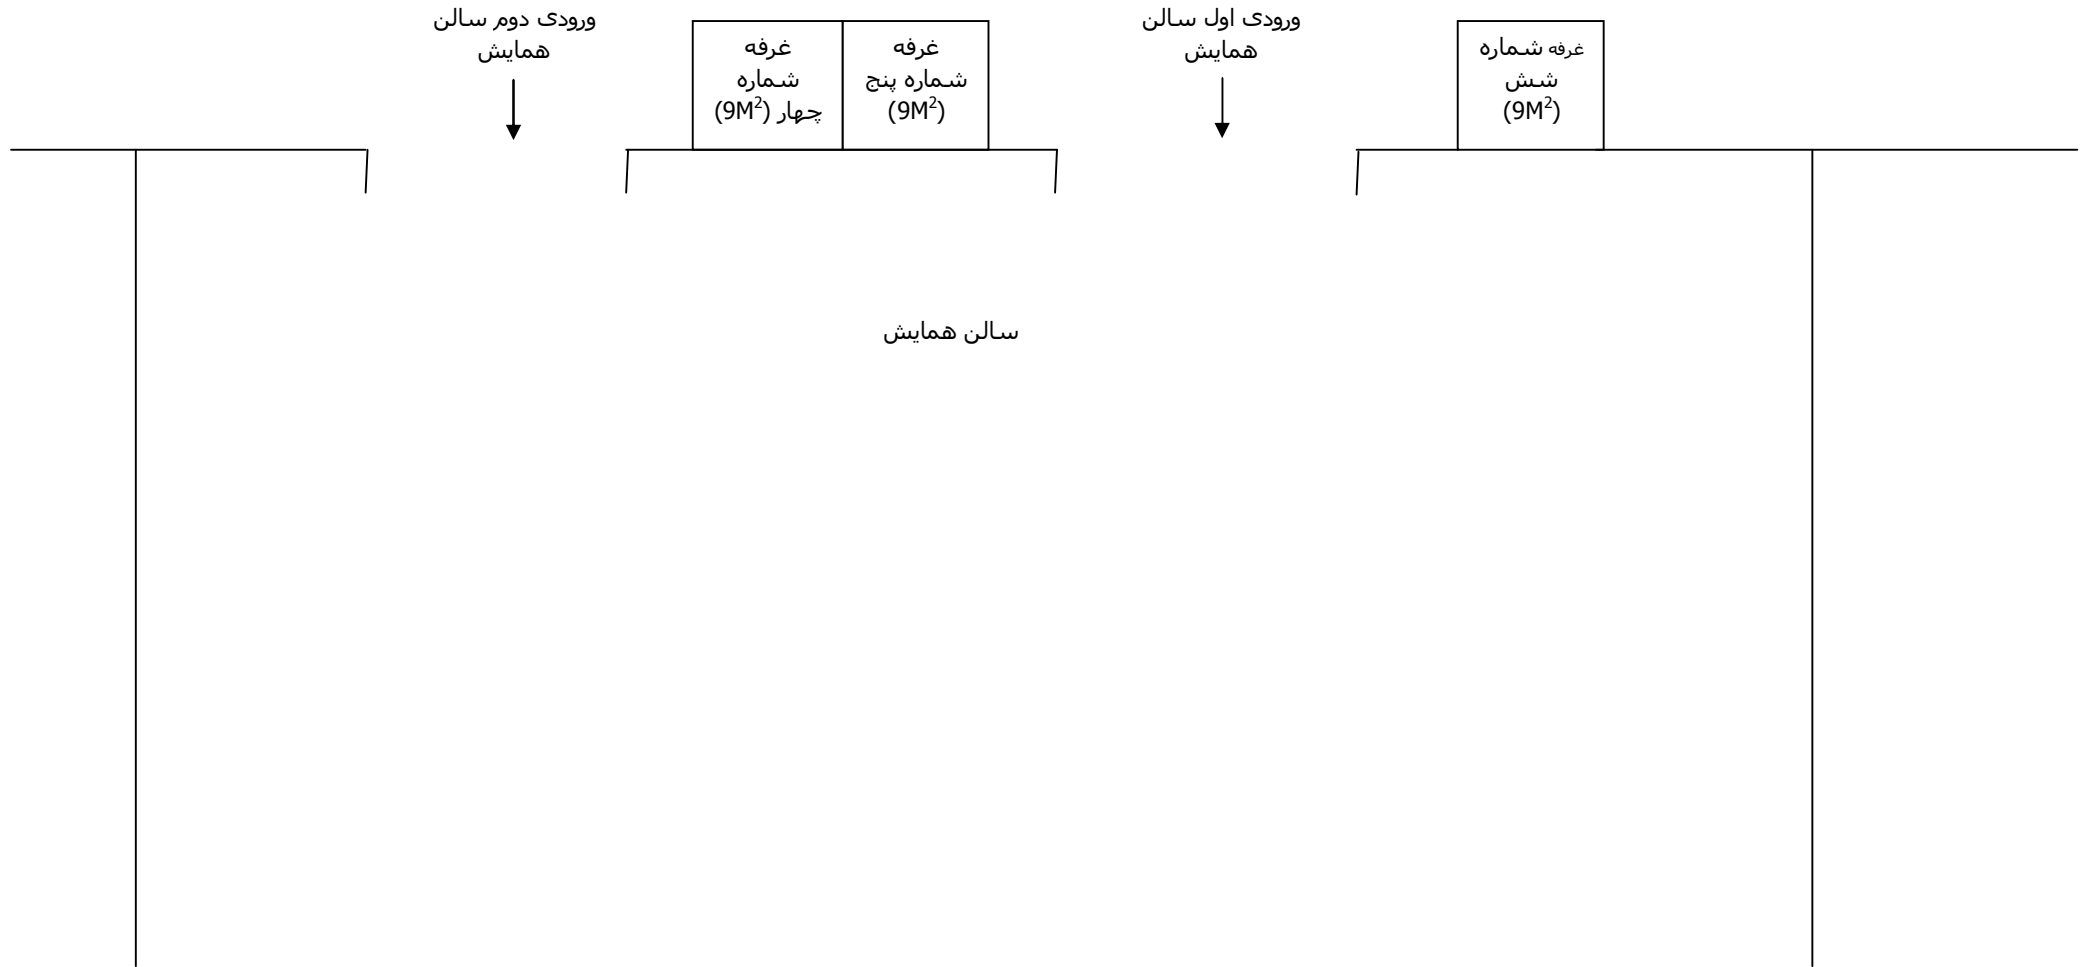 ورودی اول سالن
همایش
ورودی دوم سالن
همایش
غرفه شماره
شش
(9M²)
غرفه
شماره پنج
(9M²)
غرفه
شماره
چهار (9M²)
سالن همایش